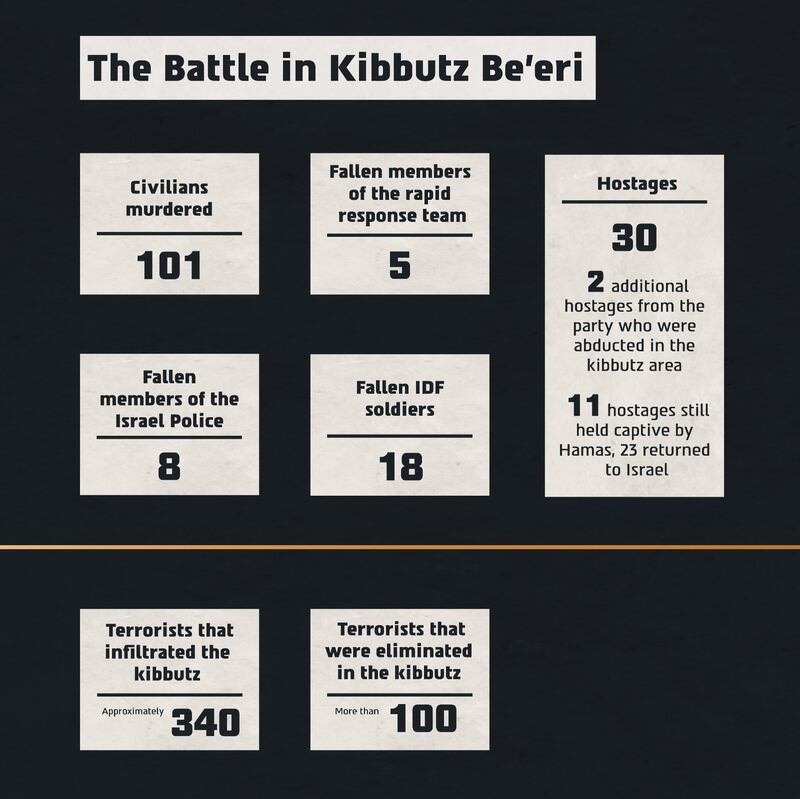 The Battle in Kibbutz Be'eri
Civilians
murdered
101
Fallen members
of the rapid
response team
5
Hostages
30
2 additional
hostages from the
party who were
abducted in the
kibbutz area
11 hostages still
held captive by
Hamas, 23 returned
to Israel
Fallen
members of the
Israel Police
8
Fallen IDF
soldiers
18
Terrorists that
infiltrated the
kibbutz
Approximately 340
Terrorists that
were eliminated
in the kibbutz
More than 100